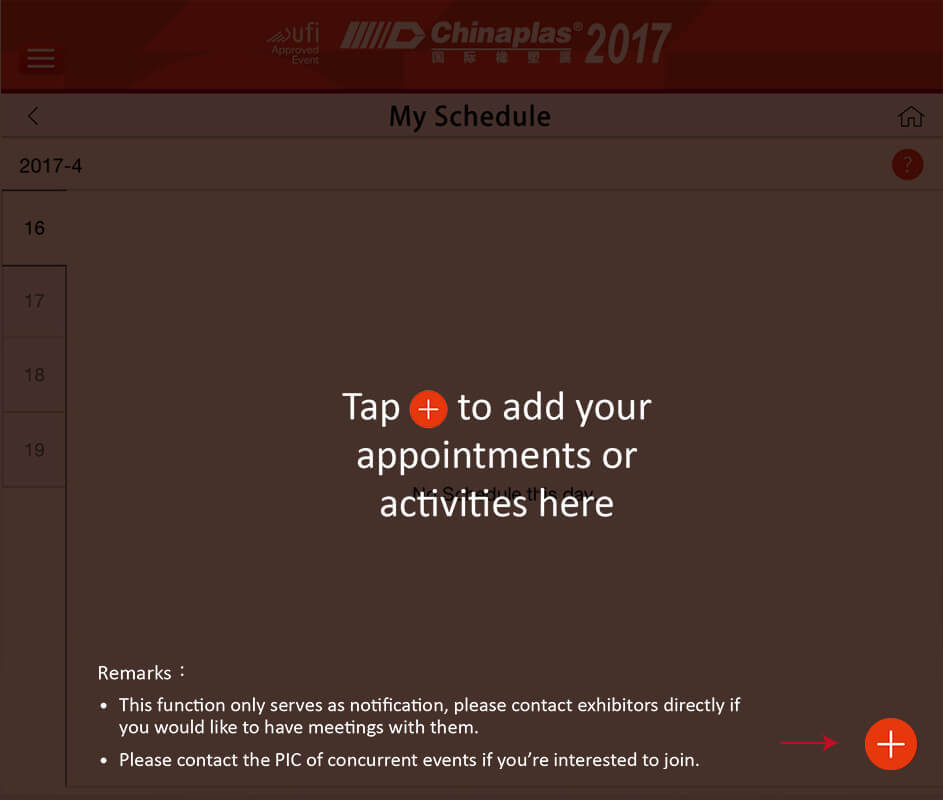 ufi
Approved
Event
Chinaplas® 2017
国际橡塑展
My Schedule
2017-4
?
16
17
18
19
Tap + to add your
appointments or
No Schedule this day
activities here
Remarks：
• This function only serves as notification, please contact exhibitors directly if
you would like to have meetings with them.
• Please contact the PIC of concurrent events if you’re interested to join.